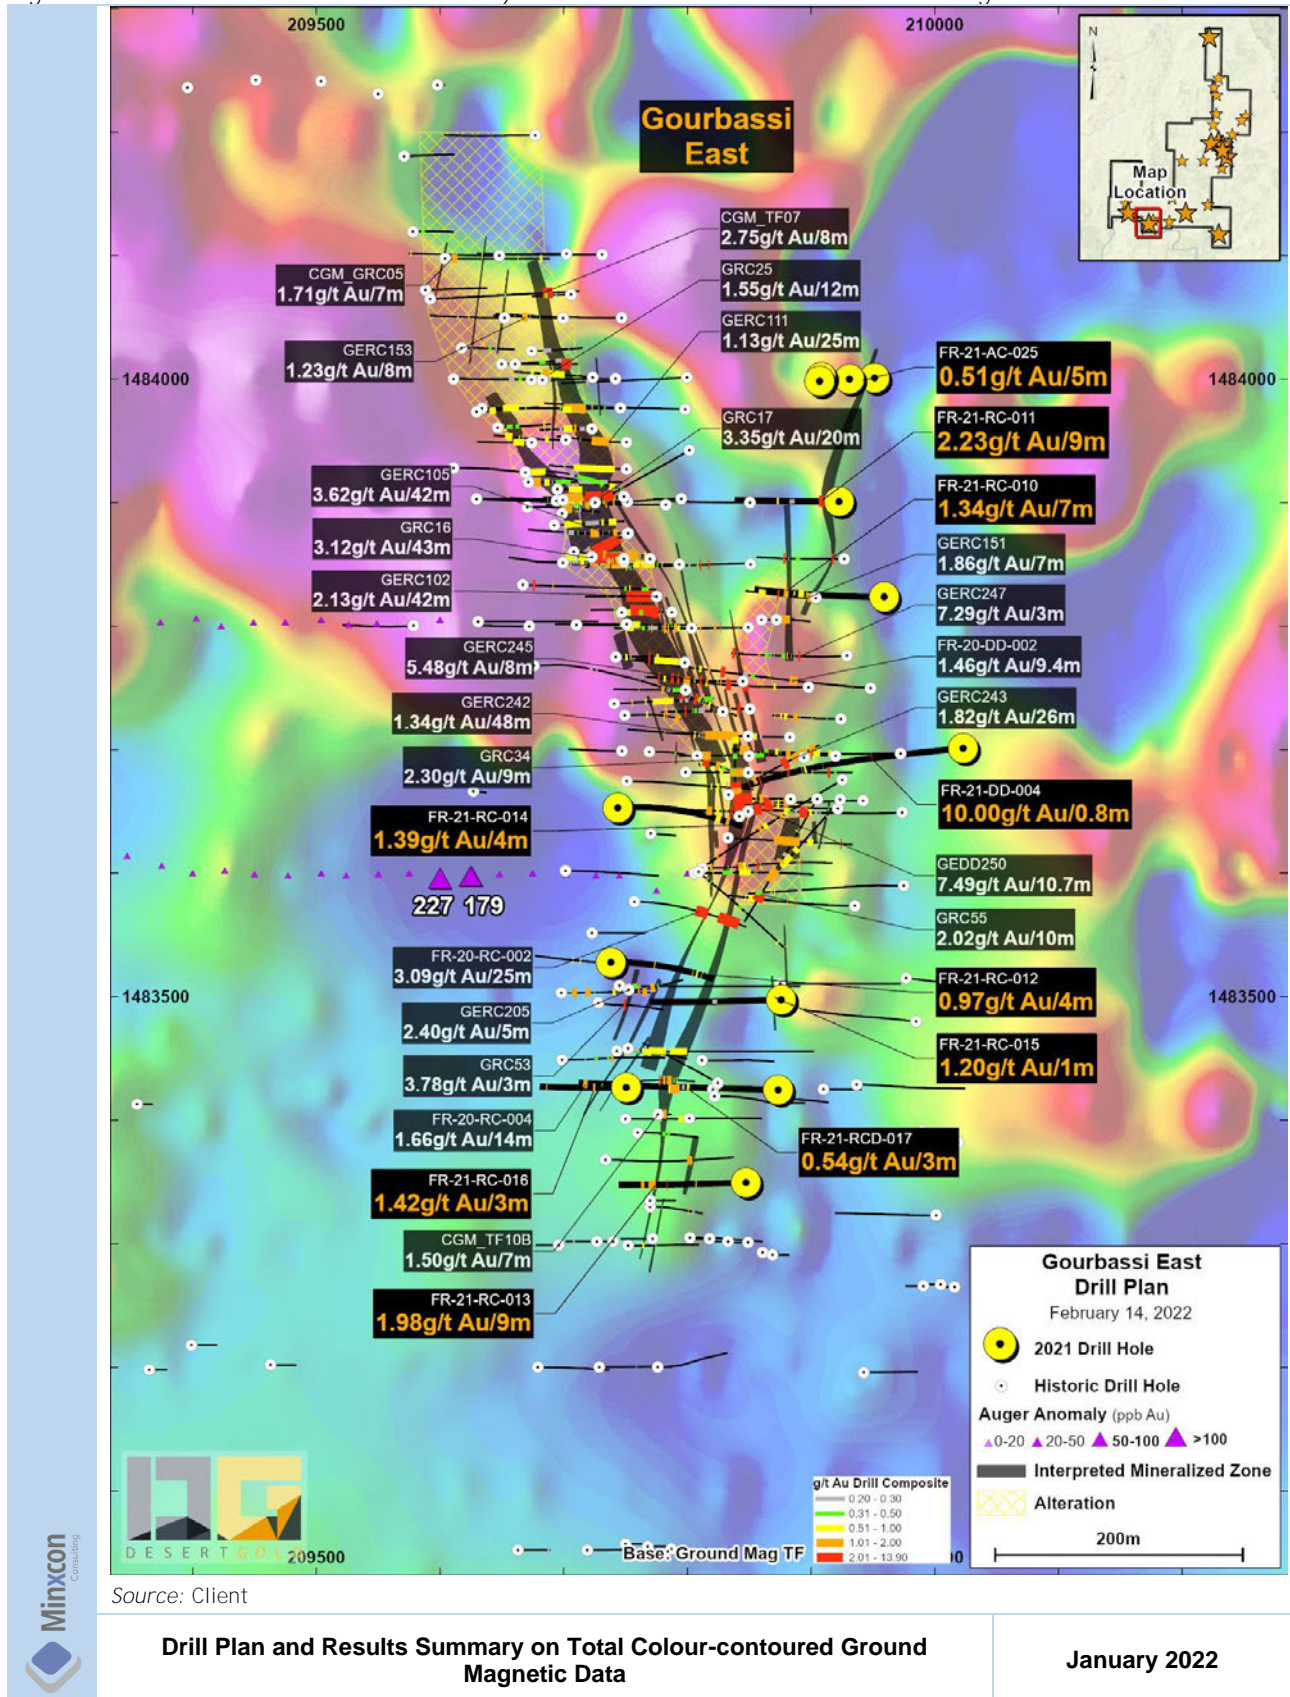 209500
210000
Gourbassi
East
N
Map
Location
CGM_TF07
2.75g/t Au/8m
CGM_GRC05
1.71g/t Au/7m
GRC25
1.55g/t Au/12m
GERC111
1.13g/t Au/25m
GERC153
1.23g/t Au/8m
FR-21-AC-025
0.51g/t Au/5m
1484000
1484000
GRC17
3.35g/t Au/20m
FR-21-RC-011
2.23g/t Au/9m
GERC105
3.62g/t Au/42m
FR-21-RC-010
1.34g/t Au/7m
GRC16
3.12g/t Au/43m
GERC151
1.86g/t Au/7m
GERC102
2.13g/t Au/42m
GERC247
7.29g/t Au/3m
GERC245
5.48g/t Au/8m
FR-20-DD-002
1.46g/t Au/9.4m
GERC242
1.34g/t Au/48m
GERC243
1.82g/t Au/26m
GRC34
2.30g/t Au/9m
FR-21-DD-004
10.00g/t Au/0.8m
FR-21-RC-014
1.39g/t Au/4m
GEDD250
7.49g/t Au/10.7m
227 179
GRC55
2.02g/t Au/10m
FR-20-RC-002
3.09g/t Au/25m
FR-21-RC-012
0.97g/t Au/4m
1483500
1483500
GERC205
2.40g/t Au/5m
FR-21-RC-015
1.20g/t Au/1m
GRC53
3.78g/t Au/3m
FR-20-RC-004
1.66g/t Au/14m
FR-21-RCD-017
0.54g/t Au/3m
FR-21-RC-016
1.42g/t Au/3m
CGM_TF10B
1.50g/t Au/7m
FR-21-RC-013
1.98g/t Au/9m
Gourbassi East
Drill Plan
February 14, 2022
2021 Drill Hole
Historic Drill Hole
Auger Anomaly (ppb Au)
0-20 20-50 50-100 >100
Interpreted Mineralized Zone
Alteration
200m
g/t Au Drill Composite
0.20 - 0.30
0.31 - 0.50
0.51 - 1.00
1.01 - 2.00
2.01 - 13.90
DESERT GOLD
209500
Base: Ground Mag TF
00
Minxcon
Consulting
Source: Client
Drill Plan and Results Summary on Total Colour-contoured Ground
Magnetic Data
January 2022